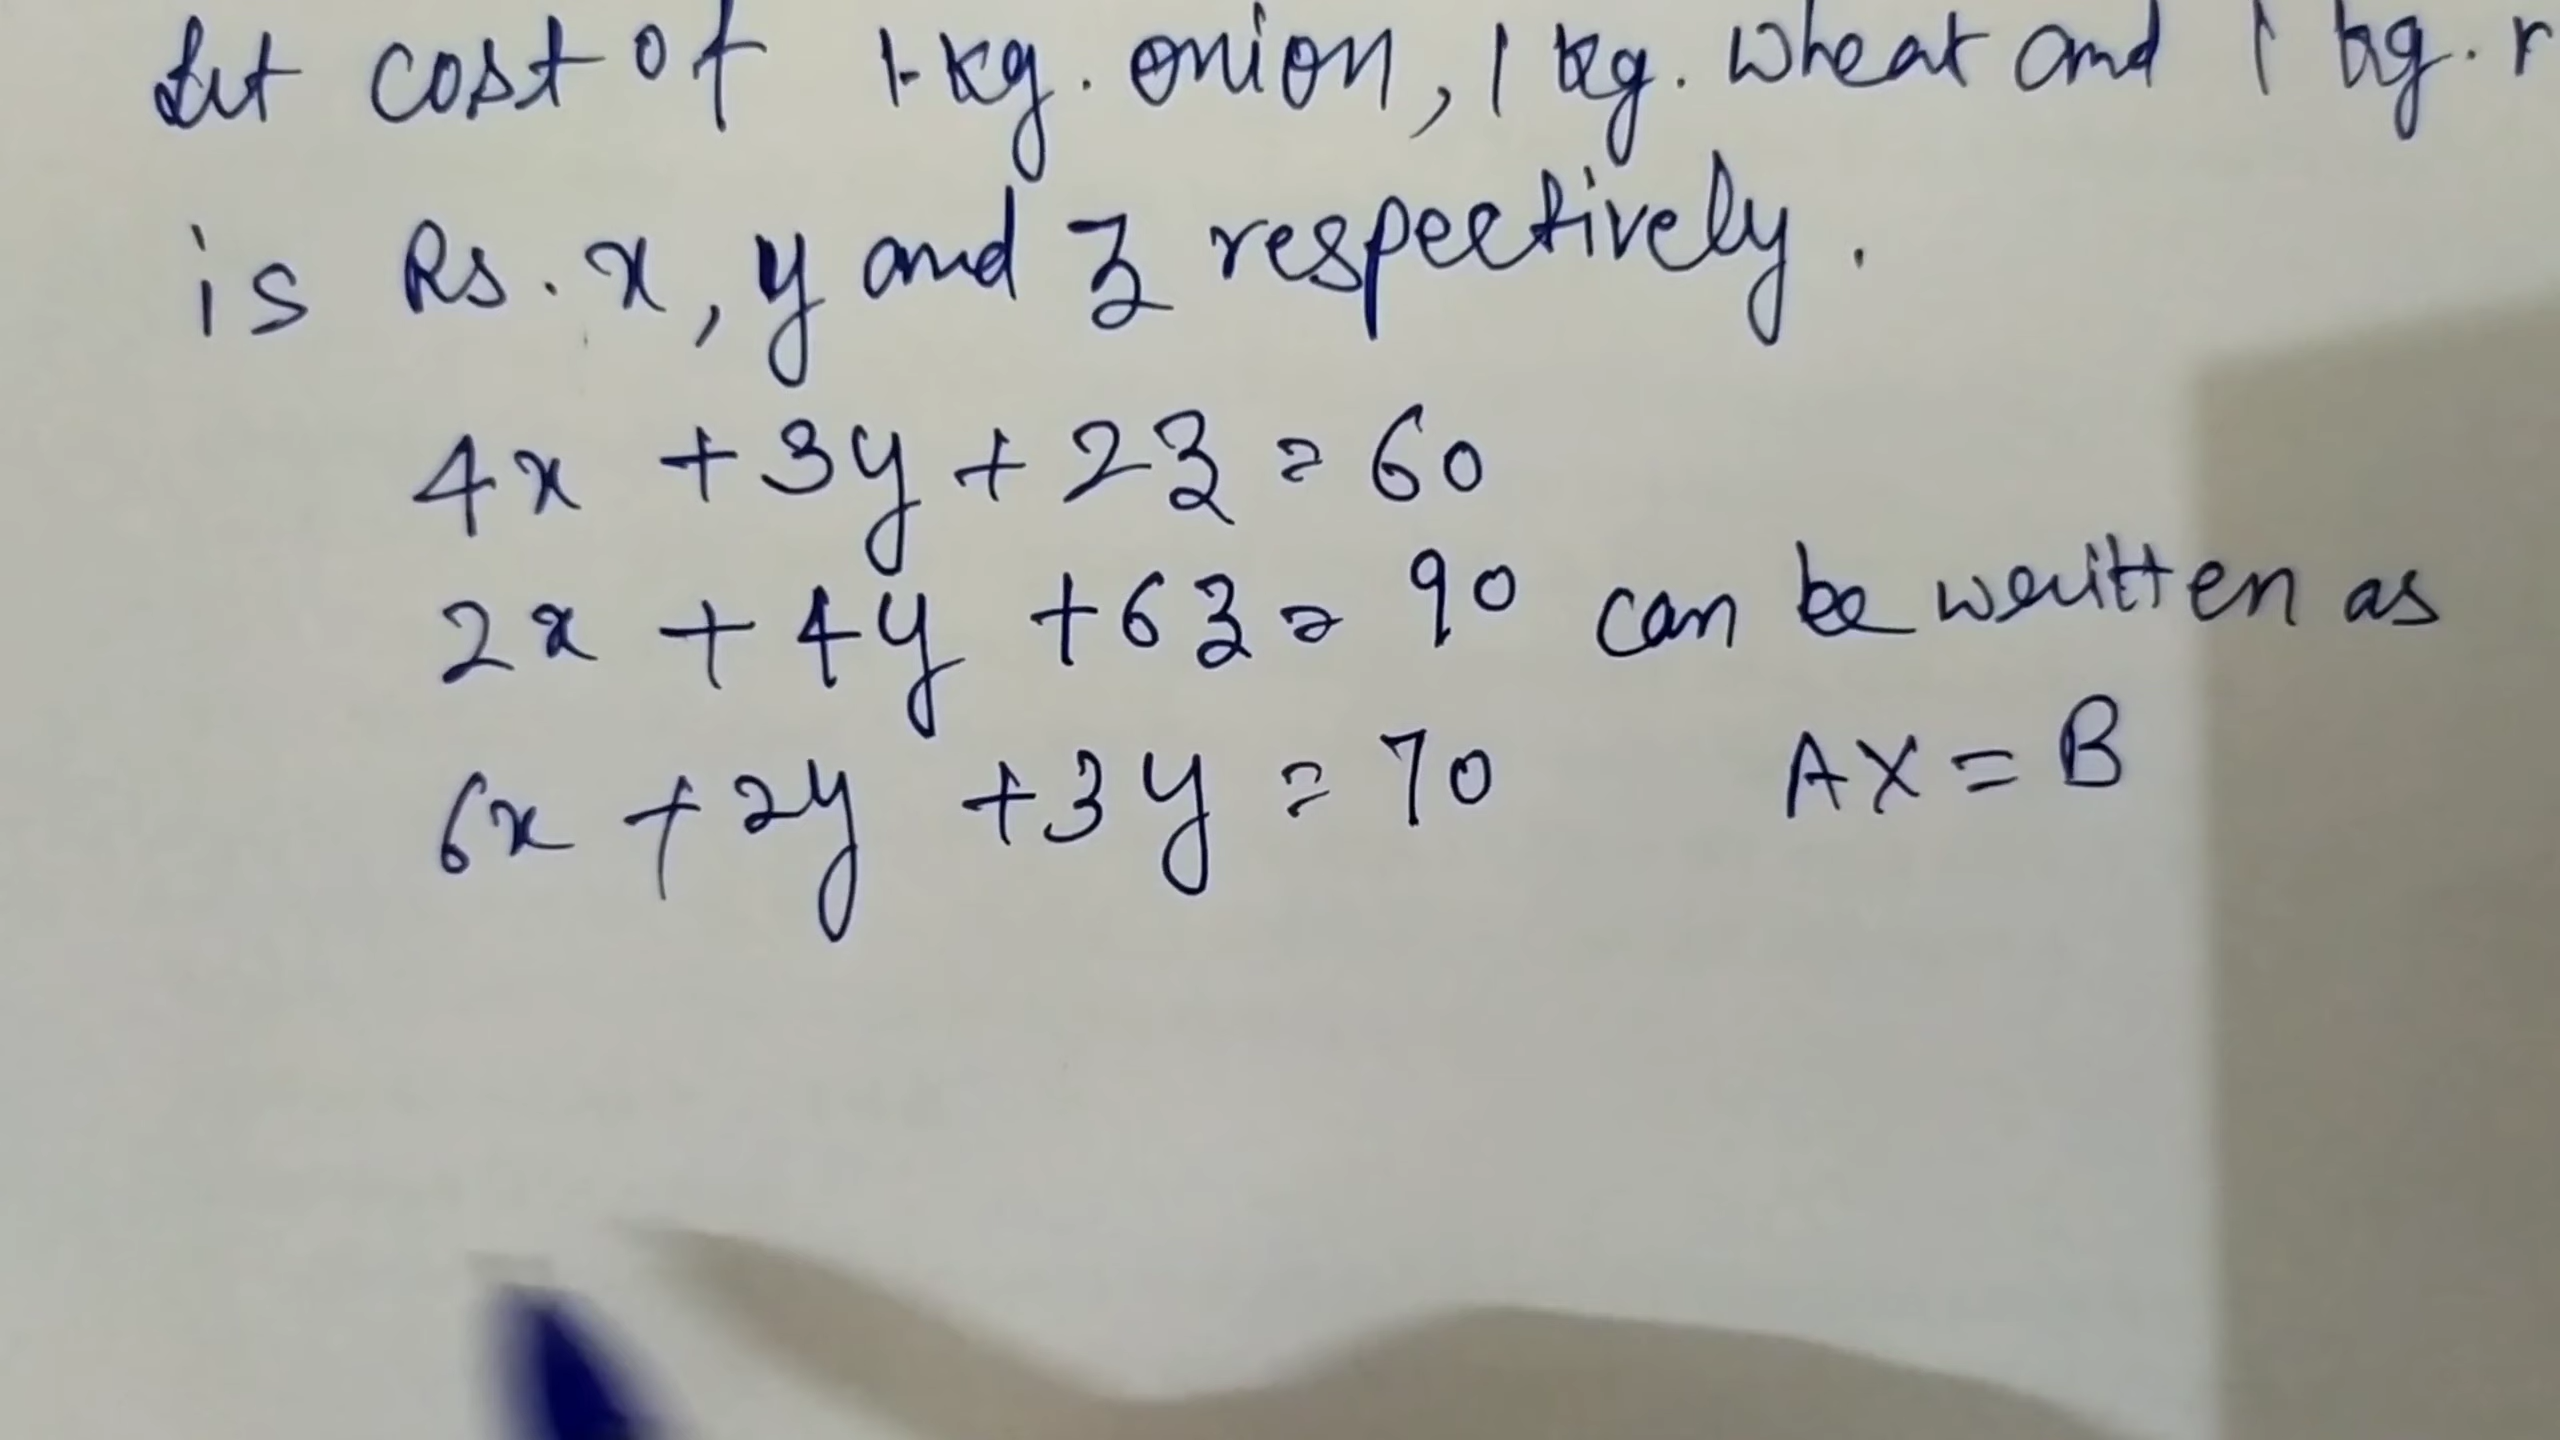 Let cost of 1 kg. onion, 1 kg. wheat and 1 kg. r
is Rs. x, y and z respectively.
4x + 3y + 2z = 60
2x + 4y + 6z = 90 can be written as
6x + 2y + 3y = 70 AX = B